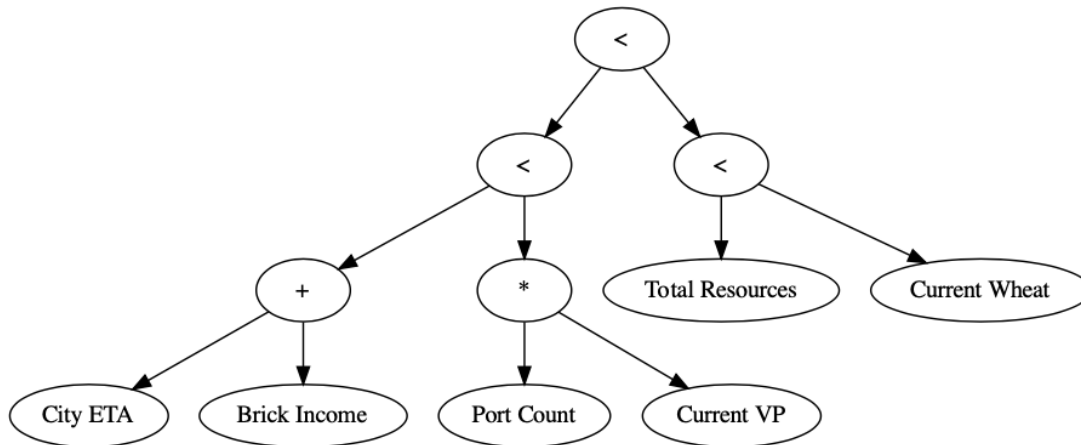 <
<
<
+
*
Total Resources
Current Wheat
City ETA
Brick Income
Port Count
Current VP